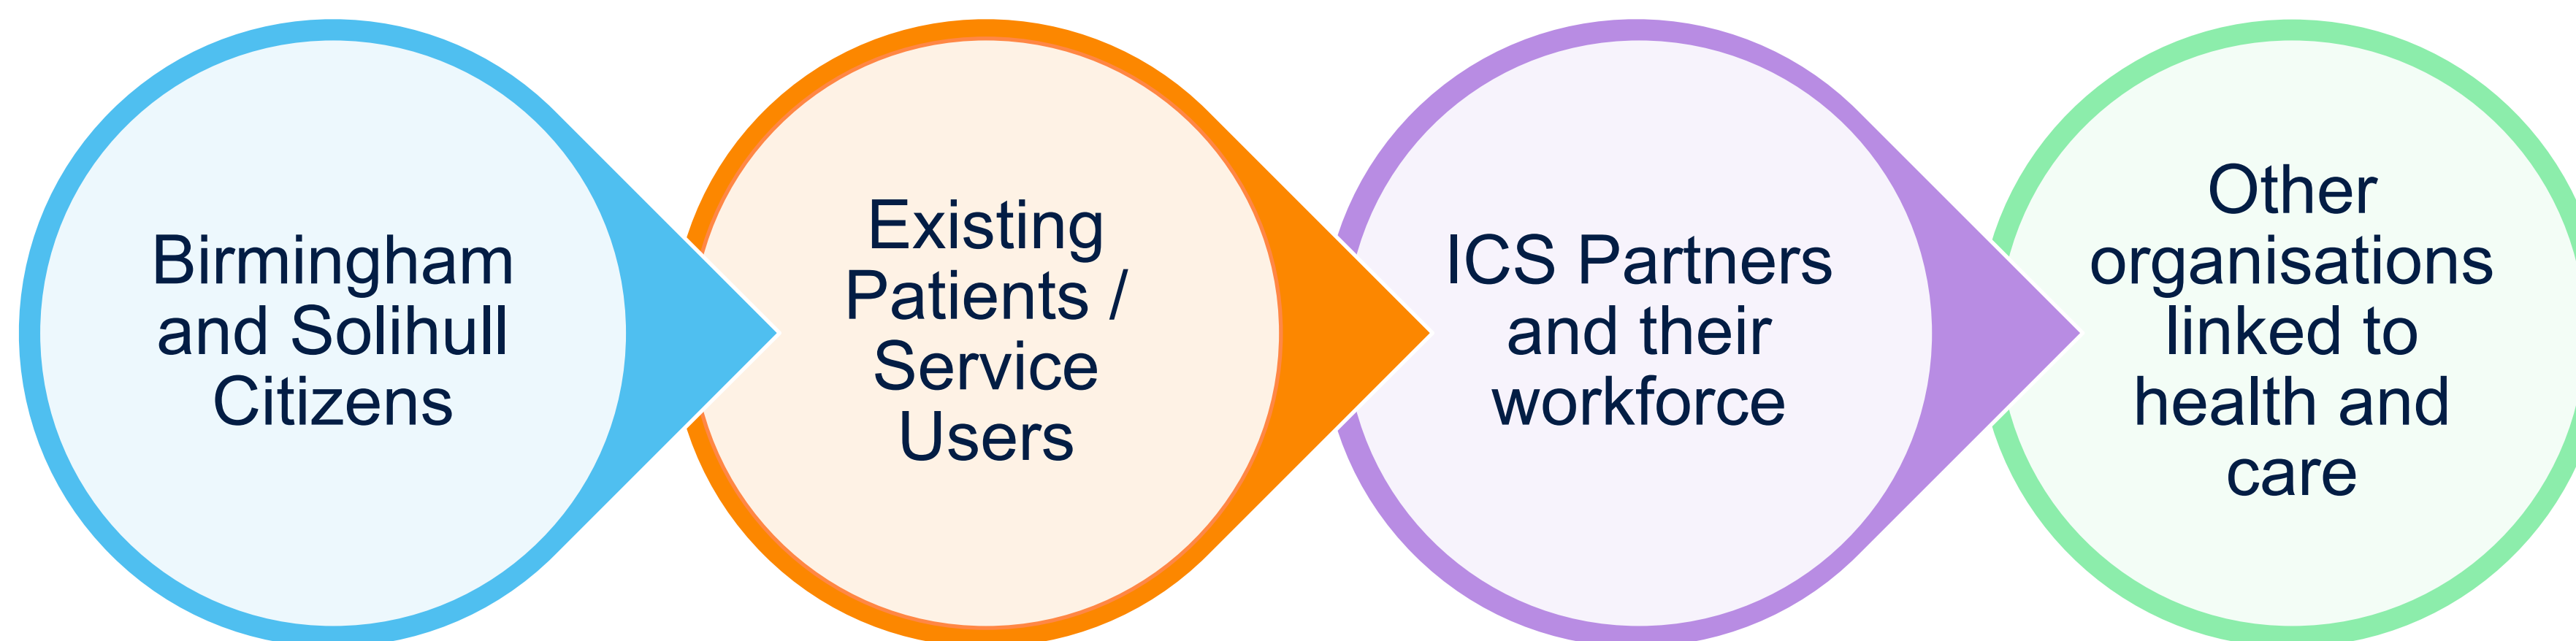 Birmingham
and Solihull
Citizens
Existing
Patients /
Service
Users
ICS Partners
and their
workforce
Other
organisations
linked to
health and
care